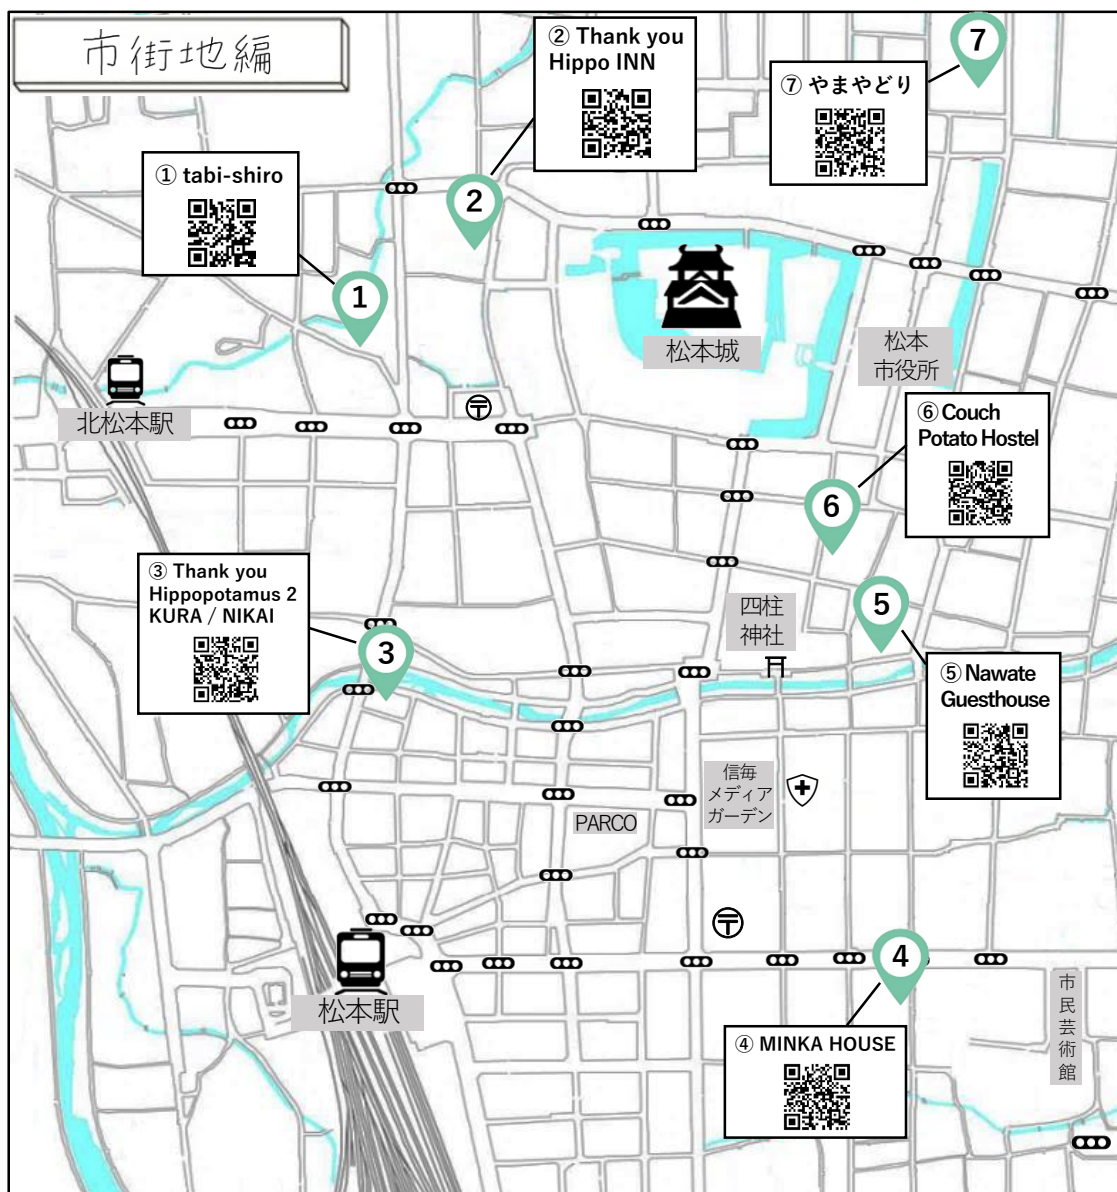 市街地編
② Thank you
Hippo INN
⑦ やまやどり
7
① tabi-shiro
2
1
松本城
松本
市役所
北松本駅
⑥ Couch
Potato Hostel
6
③ Thank you
Hippopotamus 2
KURA / NIKAI
四柱
神社
5
3
⑤ Nawate
Guesthouse
信毎
メディア
ガーデン
PARCO
4
松本駅
市民芸術館
④ MINKA HOUSE